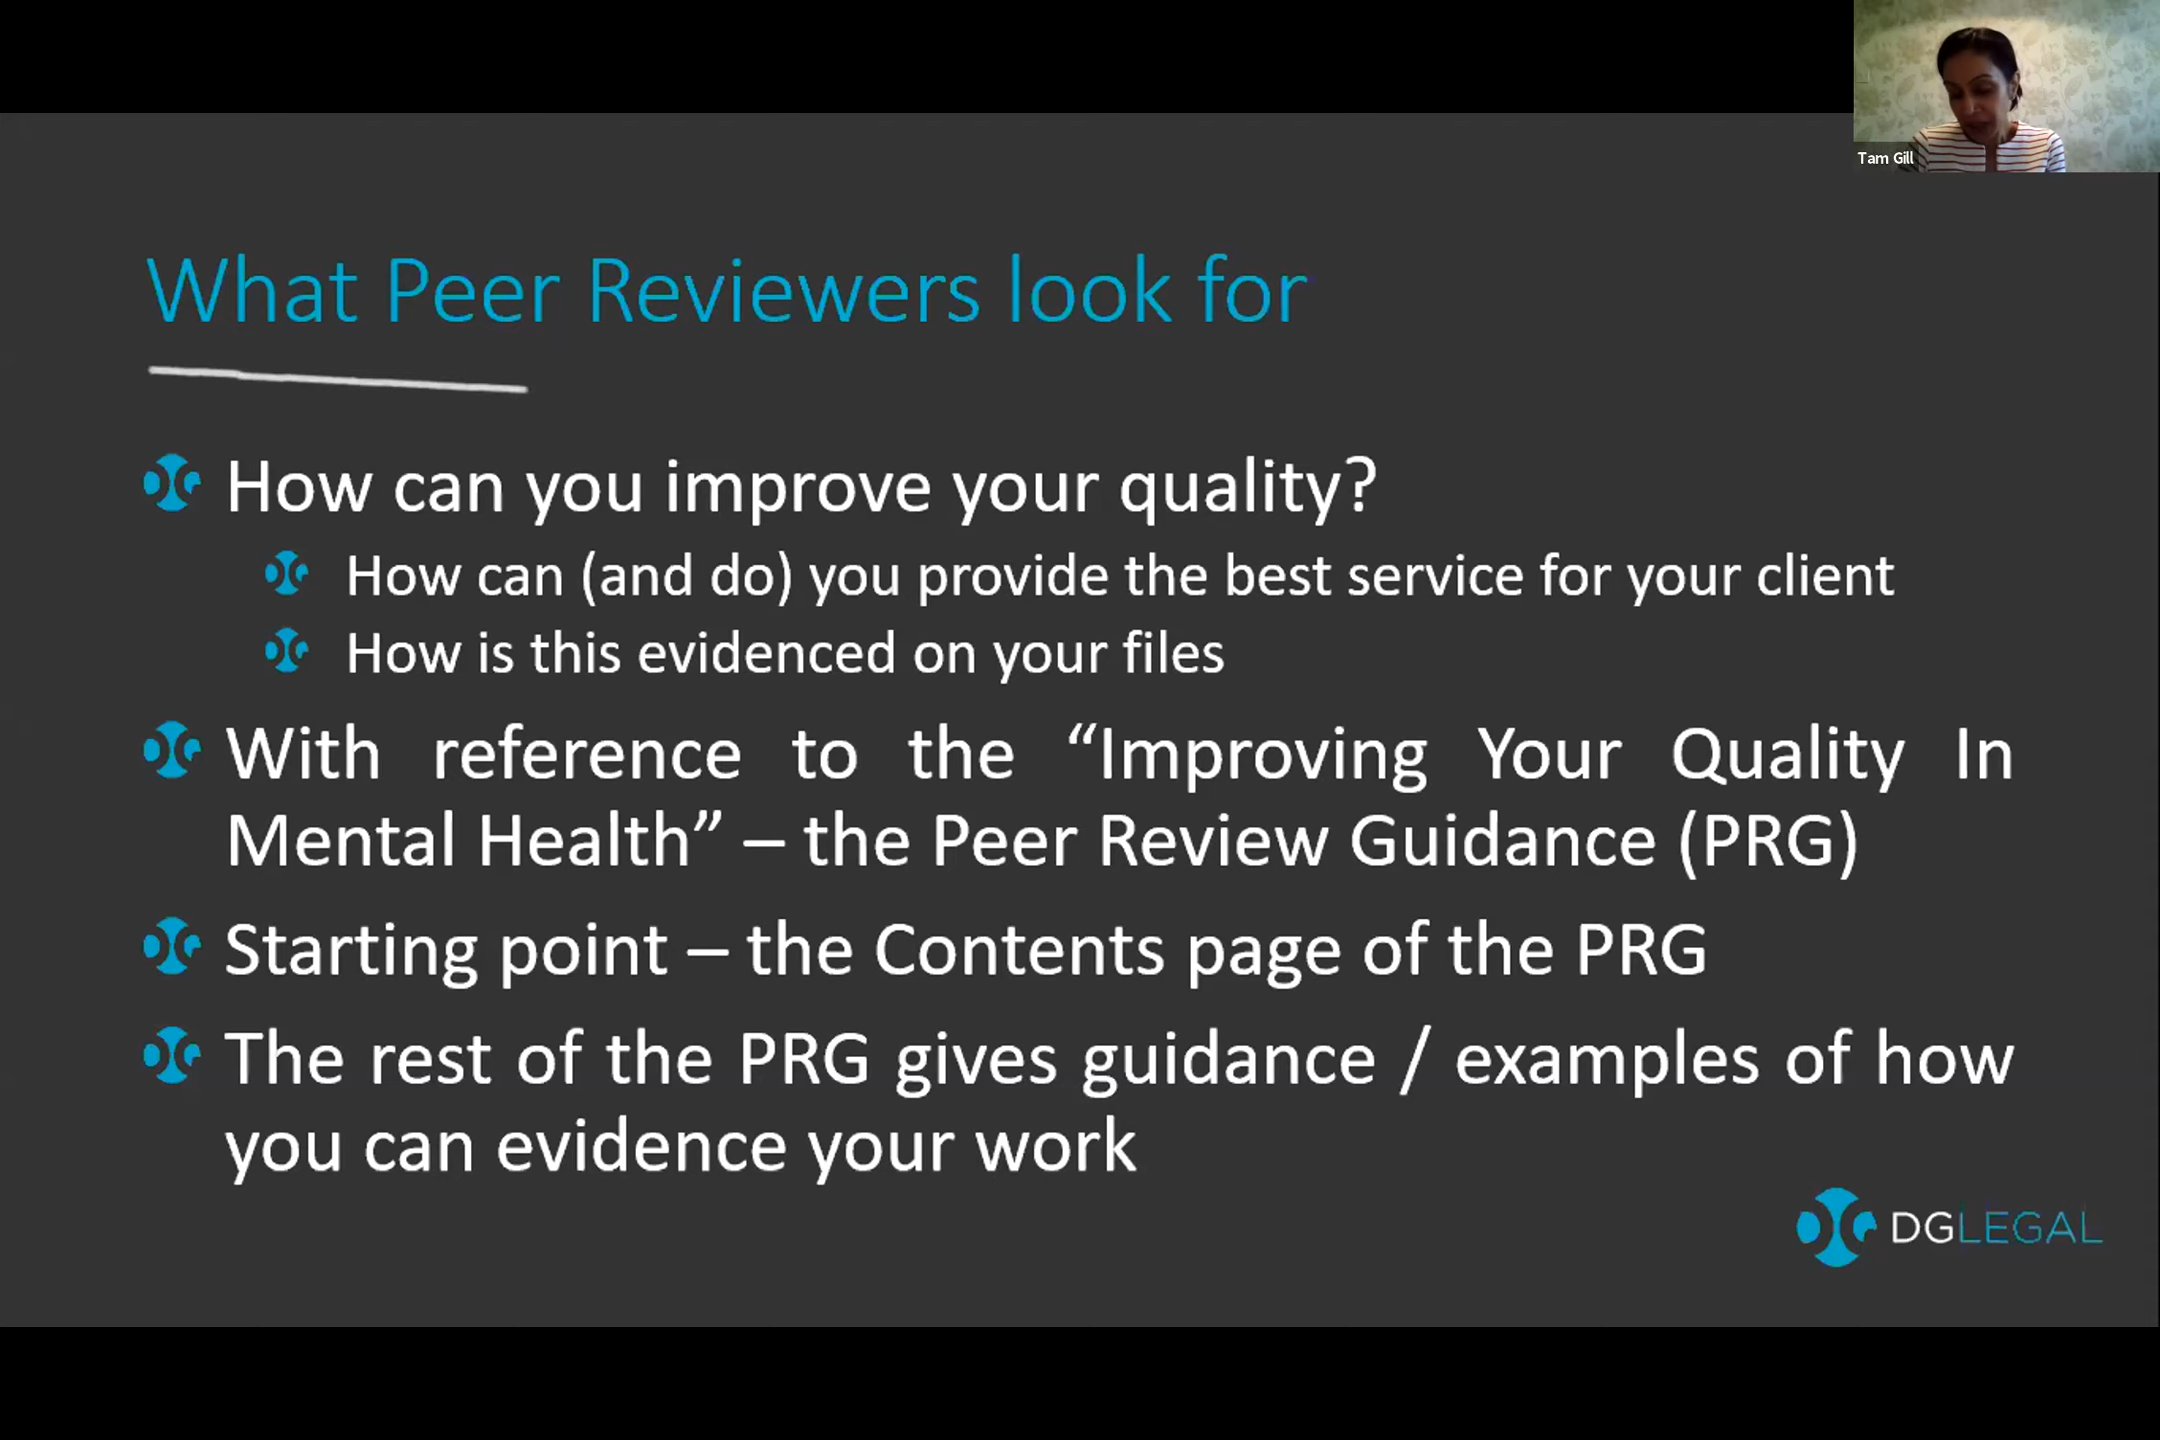 Tam Gill
What Peer Reviewers look for
How can you improve your quality?
How can (and do) you provide the best service for your client
How is this evidenced on your files
With reference to the “Improving Your Quality In
Mental Health” – the Peer Review Guidance (PRG)
Starting point – the Contents page of the PRG
The rest of the PRG gives guidance / examples of how
you can evidence your work
DGLEGAL